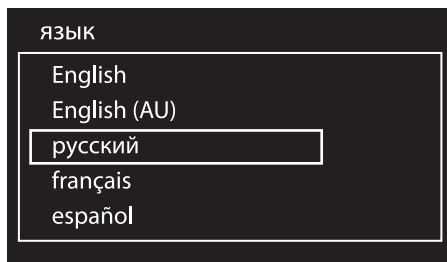 язык
English
English (AU)
русский
français
español